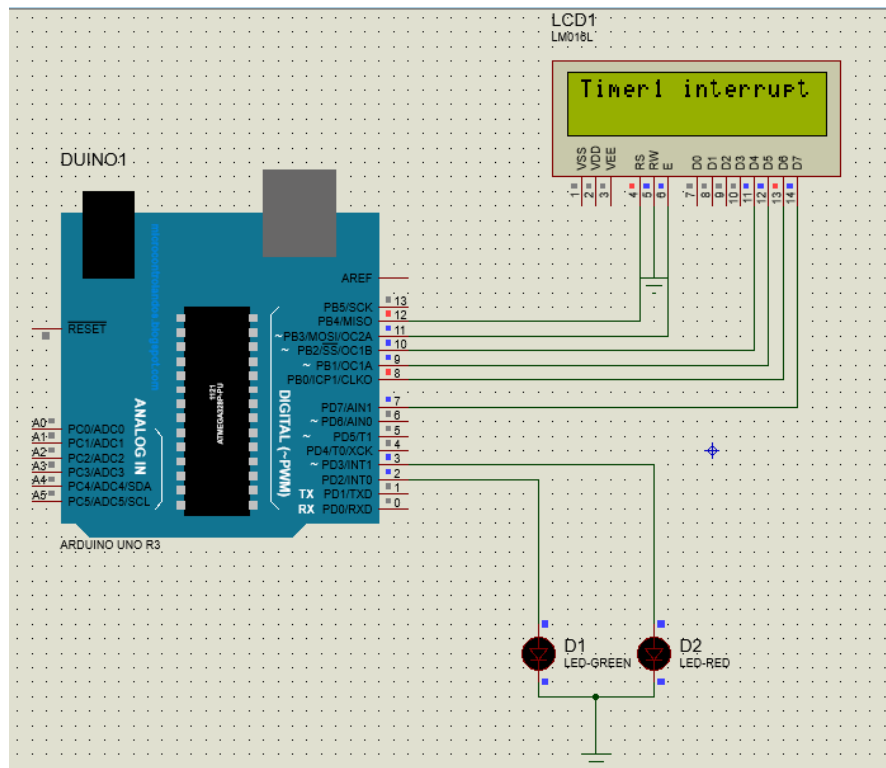 LCD1
LM016L
Timer1 interrupt
VSS
VDD
VEE
RS
RW
E
D0
D1
D2
D3
D4
D5
D6
D7
1
2
3
4
5
6
7
8
9
10
11
12
13
14
DUINO1
microcontrolandos.blogspot.com
RESET
AREF
PB5/SCK 13
PB4/MISO 12
~PB3/MOSI/OC2A 11
~ PB2/SS/OC1B 10
~ PB1/OC1A 9
PB0/ICP1/CLKO 8
PD7/AIN1 7
~ PD6/AIN0 6
~ PD5/T1 5
PD4/T0/XCK 4
~ PD3/INT1 3
PD2/INT0 2
TX PD1/TXD 1
RX PD0/RXD 0
DIGITAL (~PWM)
ATMEGA328P-PU
1121
ANALOG IN
A0 PC0/ADC0
A1 PC1/ADC1
A2 PC2/ADC2
A3 PC3/ADC3
A4 PC4/ADC4/SDA
A5 PC5/ADC5/SCL
ARDUINO UNO R3
D1
LED-GREEN
D2
LED-RED